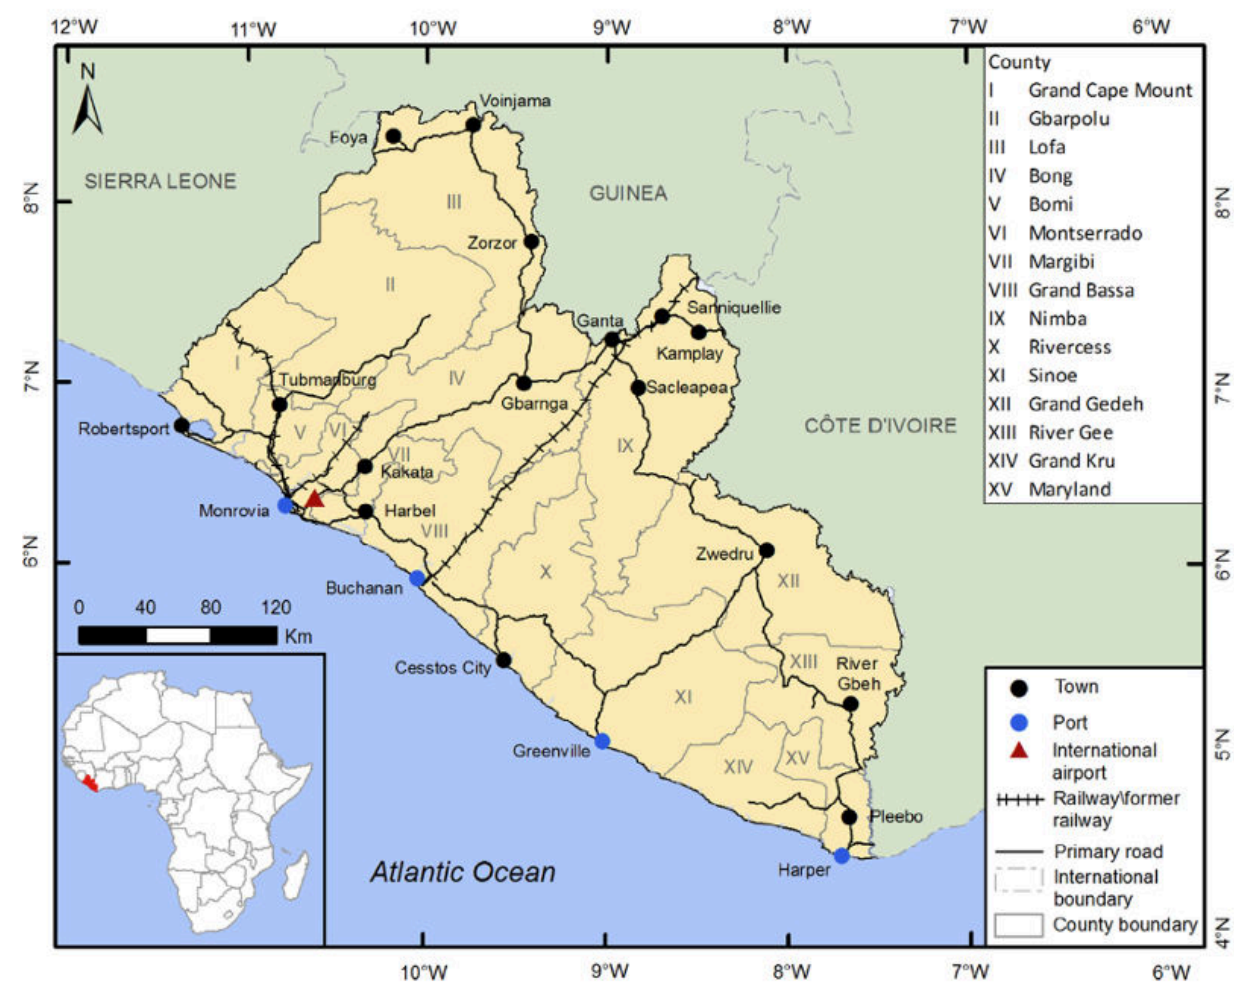 12°W 11°W 10°W 9°W 8°W 7°W 6°W
N
County
I Grand Cape Mount
II Gbarpolu
III Lofa
IV Bong
V Bomi
VI Montserrado
VII Margibi
VIII Grand Bassa
IX Nimba
X Rivercess
XI Sinoe
XII Grand Gedeh
XIII River Gee
XIV Grand Kru
XV Maryland
Voinjama
Foya
SIERRA LEONE
GUINEA
8°N
8°N
III
Zorzor
II
Sanniquellie
Ganta
Kamplay
I
7°N
7°N
Tubmanburg
IV
Sacleapea
Gbarnga
CÔTE D'IVOIRE
Robertsport
V
VI
VII
IX
Kakata
Monrovia
Harbel
VIII
Zwedru
6°N
6°N
X
XII
Buchanan
0 40 80 120
Km
Cesstos City
XIII
River
Gbeh
XI
Greenville
XIV
XV
5°N
Pleebo
Harper
Atlantic Ocean
Town
Port
International
airport
Railway\former
railway
Primary road
International
boundary
County boundary
4°N
10°W 9°W 8°W 7°W 6°W